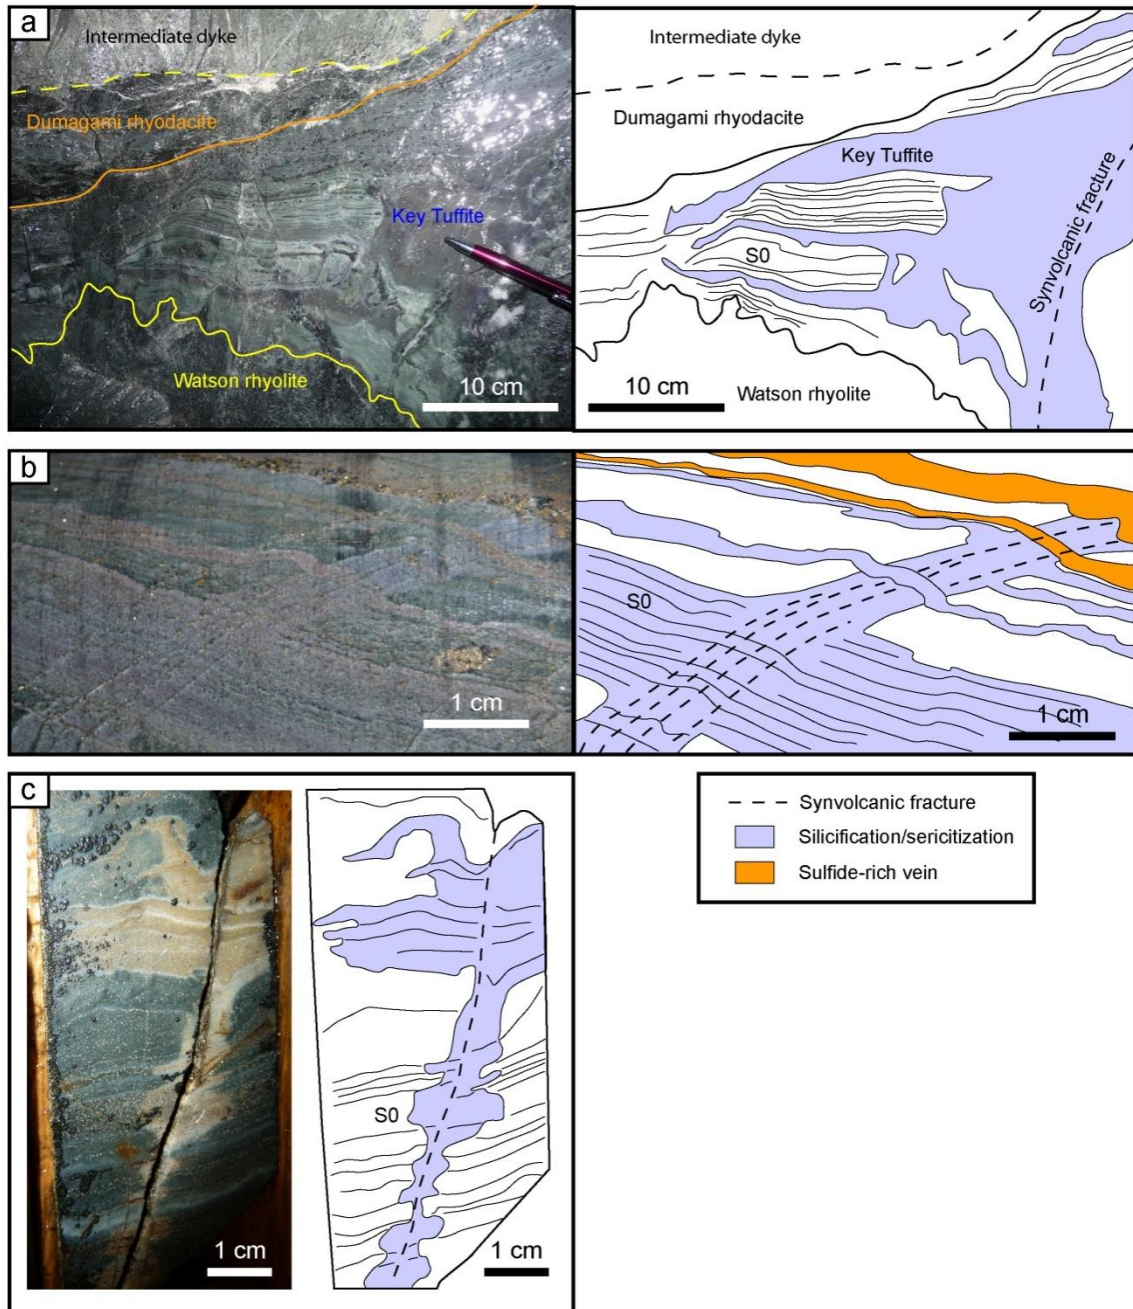 a
Intermediate dyke
Dumagami rhyodacite
Key Tuffite
Watson rhyolite
10 cm
Intermediate dyke
Dumagami rhyodacite
Key Tuffite
S0
Synvolcanic fracture
10 cm
Watson rhyolite
b
1 cm
S0
1 cm
c
1 cm
S0
1 cm
Synvolcanic fracture
Silicification/sericitization
Sulfide-rich vein